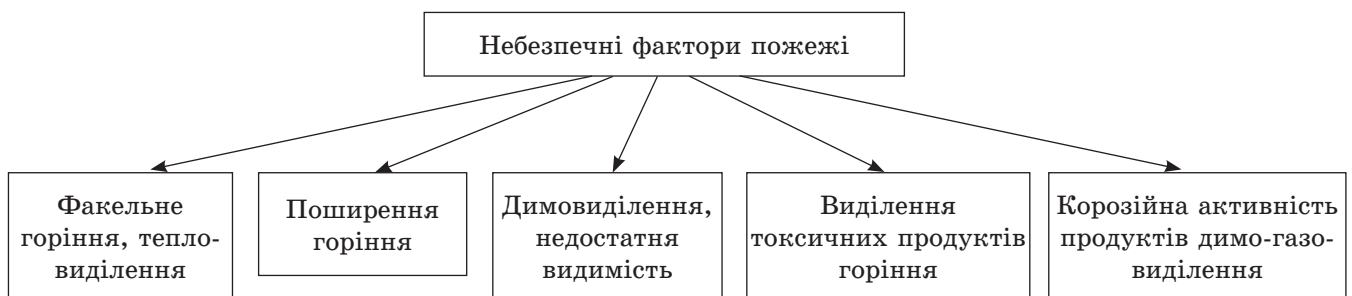 Небезпечні фактори пожежі
Факельне
горіння, тепло-
виділення
Поширення
горіння
Димовиділення,
недостатня
видимість
Виділення
токсичних продуктів
горіння
Корозійна активність
продуктів димо-газо-
виділення